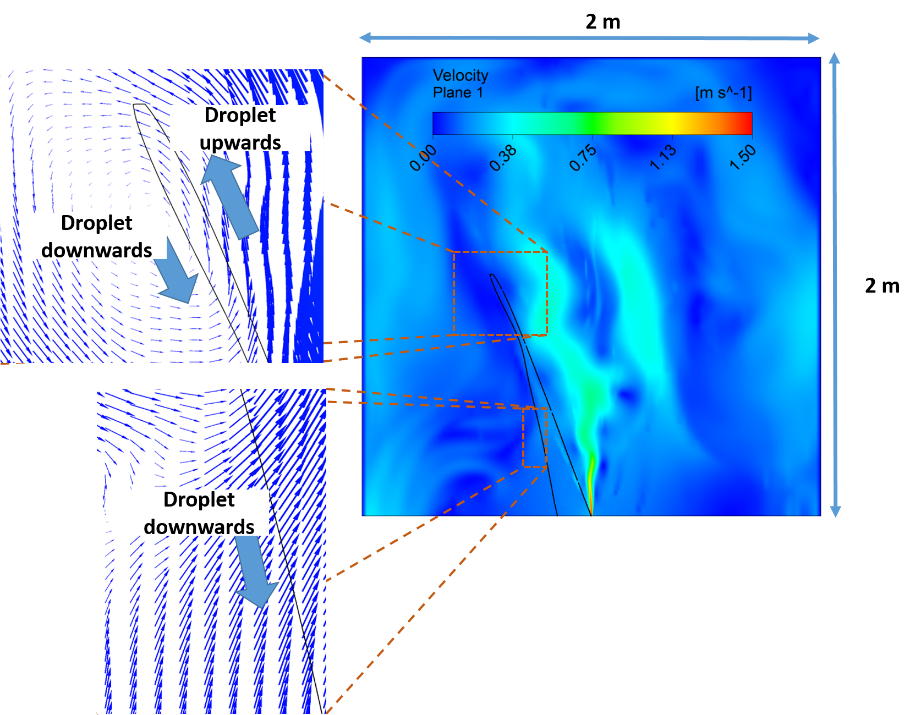 2 m
Velocity
Plane 1
[m s^-1]
0.00
0.38
0.75
1.13
1.50
2 m
Droplet
upwards
Droplet
downwards
Droplet
downwards